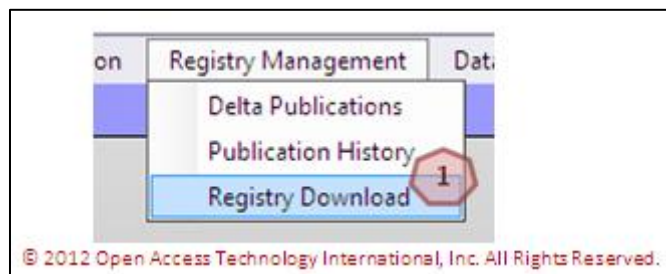 on Registry Management Data
Delta Publications
Publication History
1
Registry Download
© 2012 Open Access Technology International, Inc. All Rights Reserved.